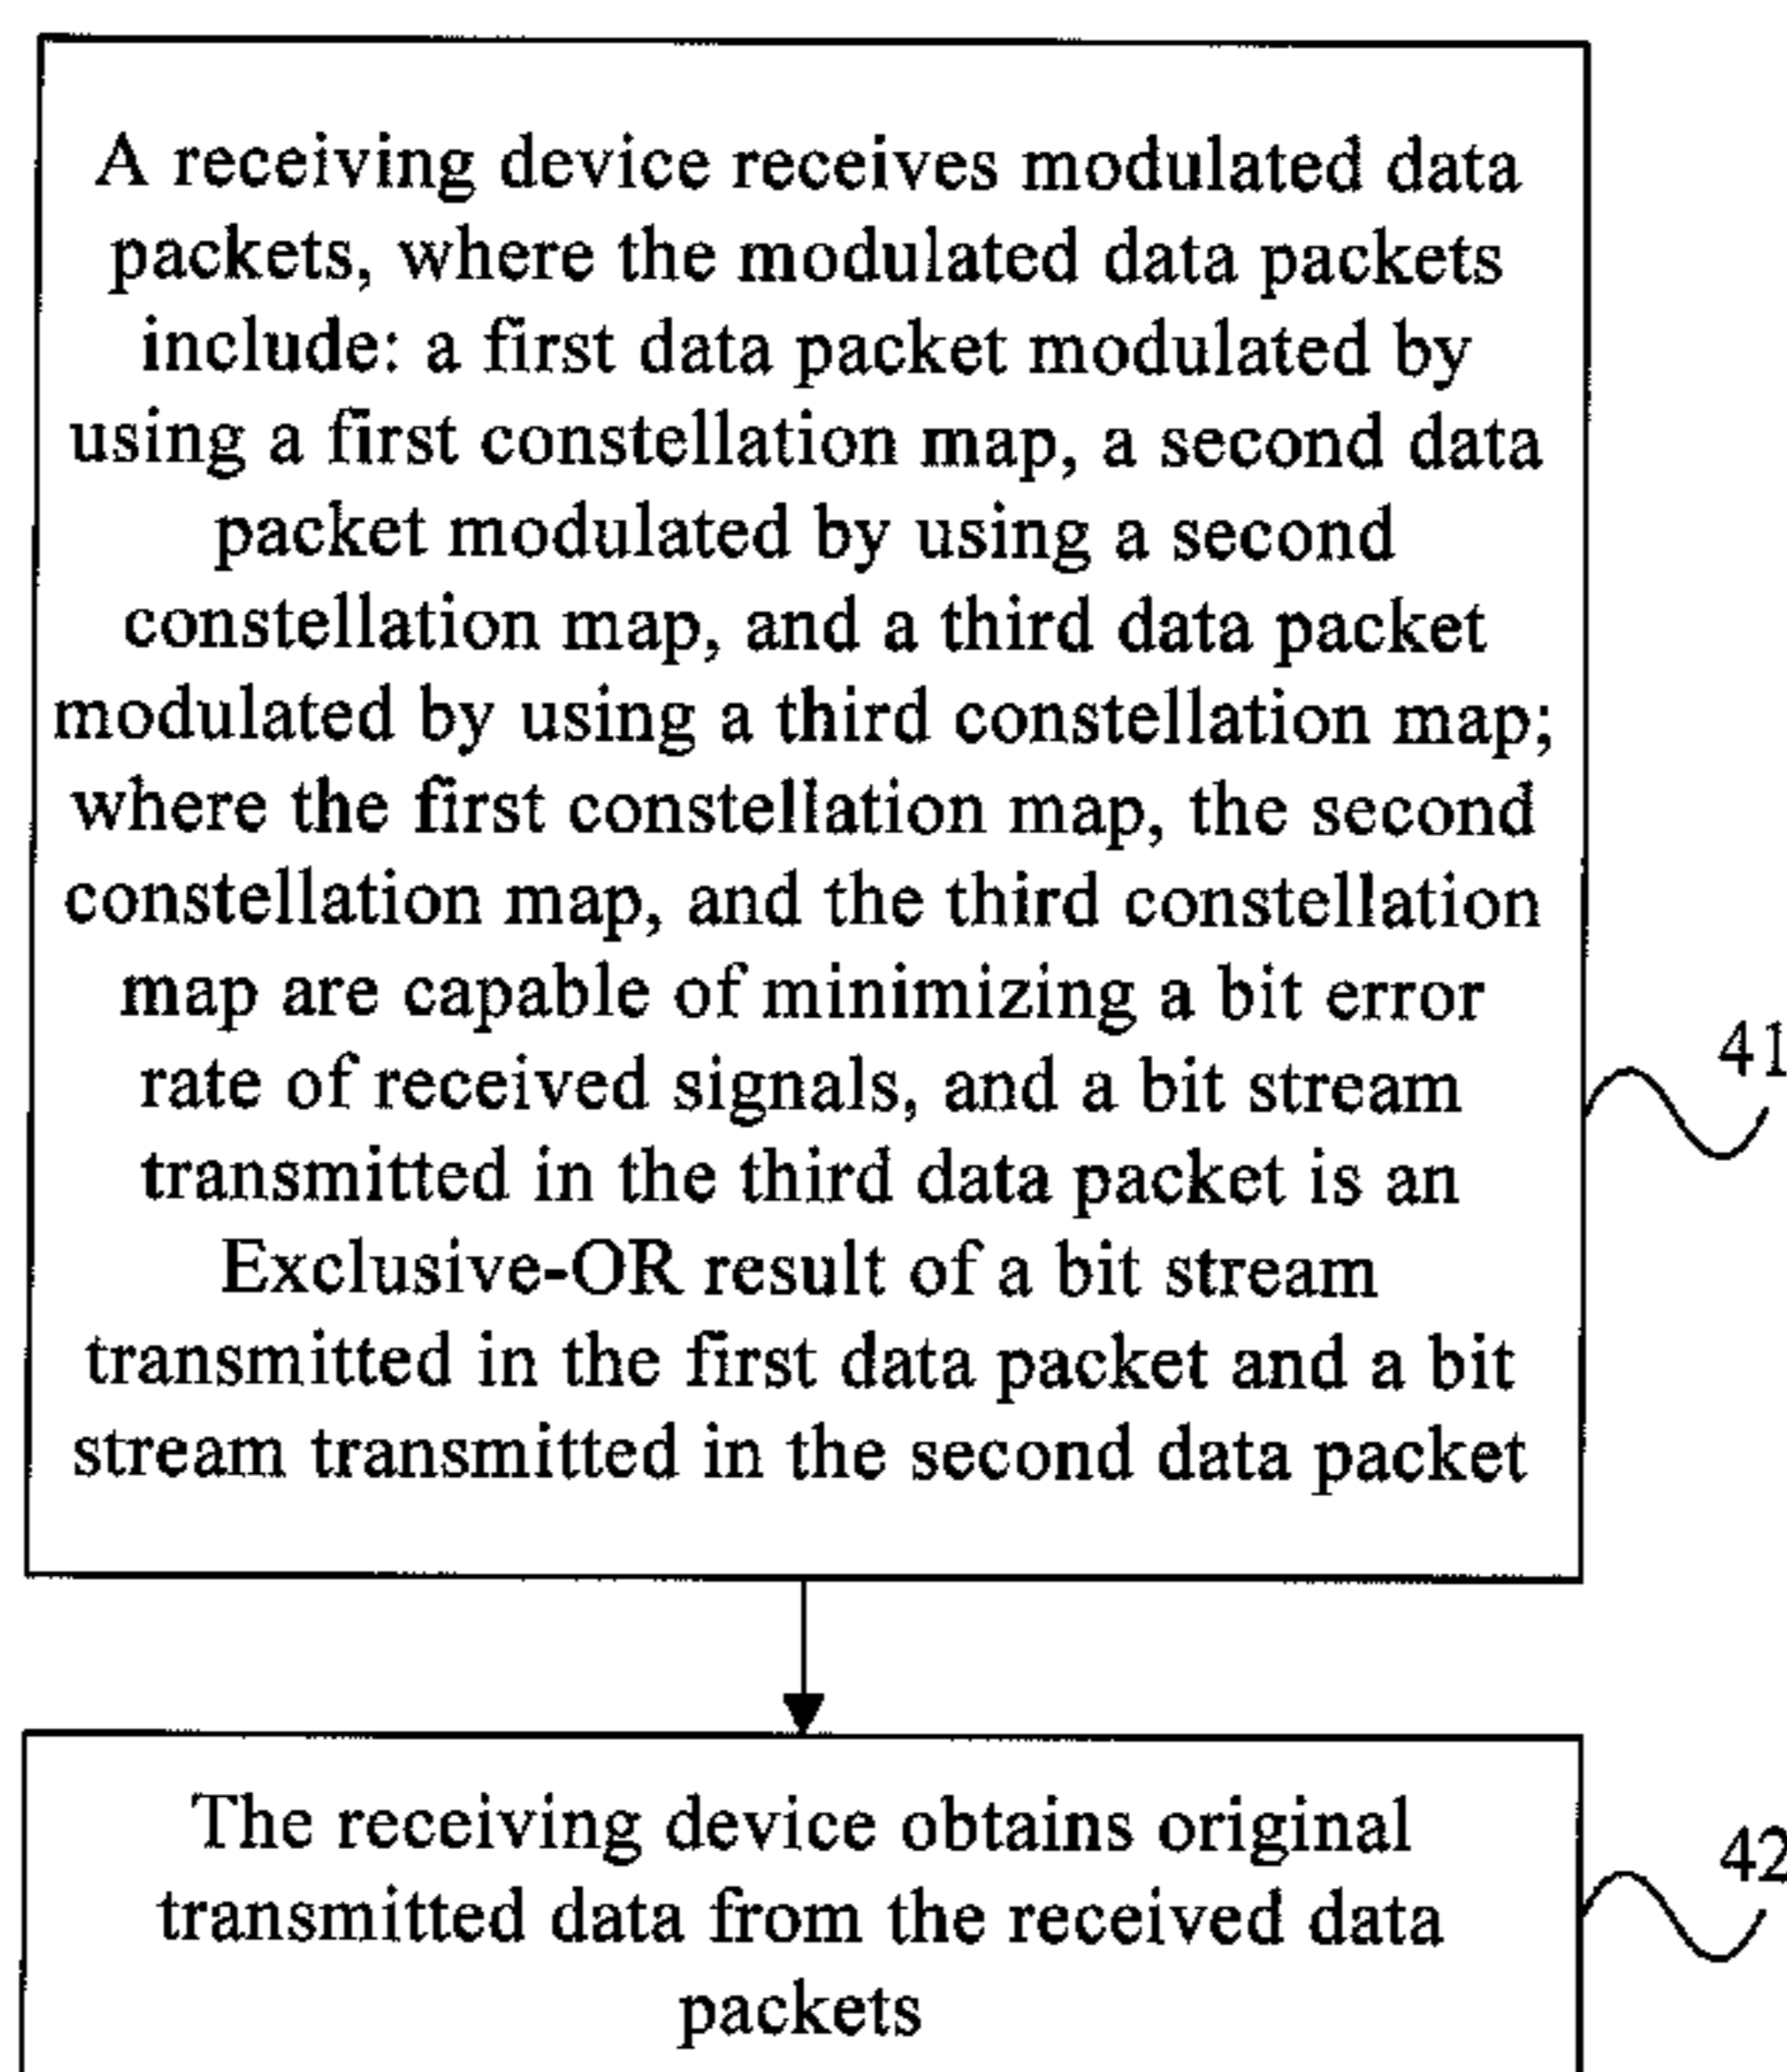 A receiving device receives modulated data
packets, where the modulated data packets
include: a first data packet modulated by
using a first constellation map, a second data
packet modulated by using a second
constellation map, and a third data packet
modulated by using a third constellation map;
where the first constellation map, the second
constellation map, and the third constellation
map are capable of minimizing a bit error
rate of received signals, and a bit stream
transmitted in the third data packet is an
Exclusive-OR result of a bit stream
transmitted in the first data packet and a bit
stream transmitted in the second data packet
41
The receiving device obtains original
transmitted data from the received data
packets
42